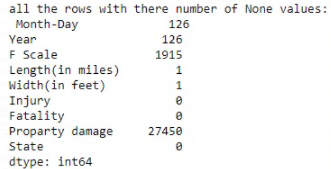 all the rows with there number of None values:
Month-Day 126
Year 126
F Scale 1915
Length(in miles) 1
Width(in feet) 1
Injury 0
Fatality 0
Proparty damage 27450
State 0
dtype: int64